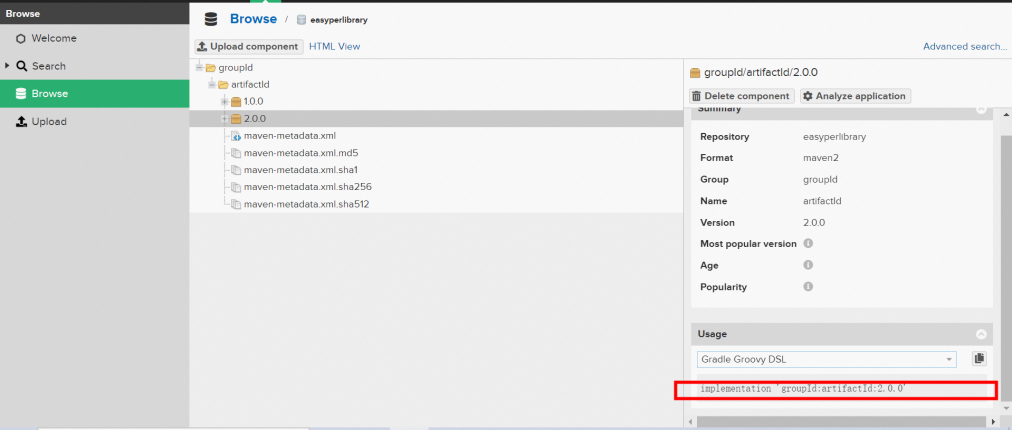 Browse
Welcome
Search
Browse
Upload
Browse / easyperlibrary
Upload component HTML View Advanced search...
groupId
artifactId
1.0.0
2.0.0
maven-metadata.xml
maven-metadata.xml.md5
maven-metadata.xml.sha1
maven-metadata.xml.sha256
maven-metadata.xml.sha512
groupId/artifactId/2.0.0
Delete component Analyze application
Summary
Repository easyperlibrary
Format maven2
Group groupId
Name artifactId
Version 2.0.0
Most popular version
Age
Popularity
Usage
Gradle Groovy DSL
implementation 'groupId:artifactId:2.0.0'